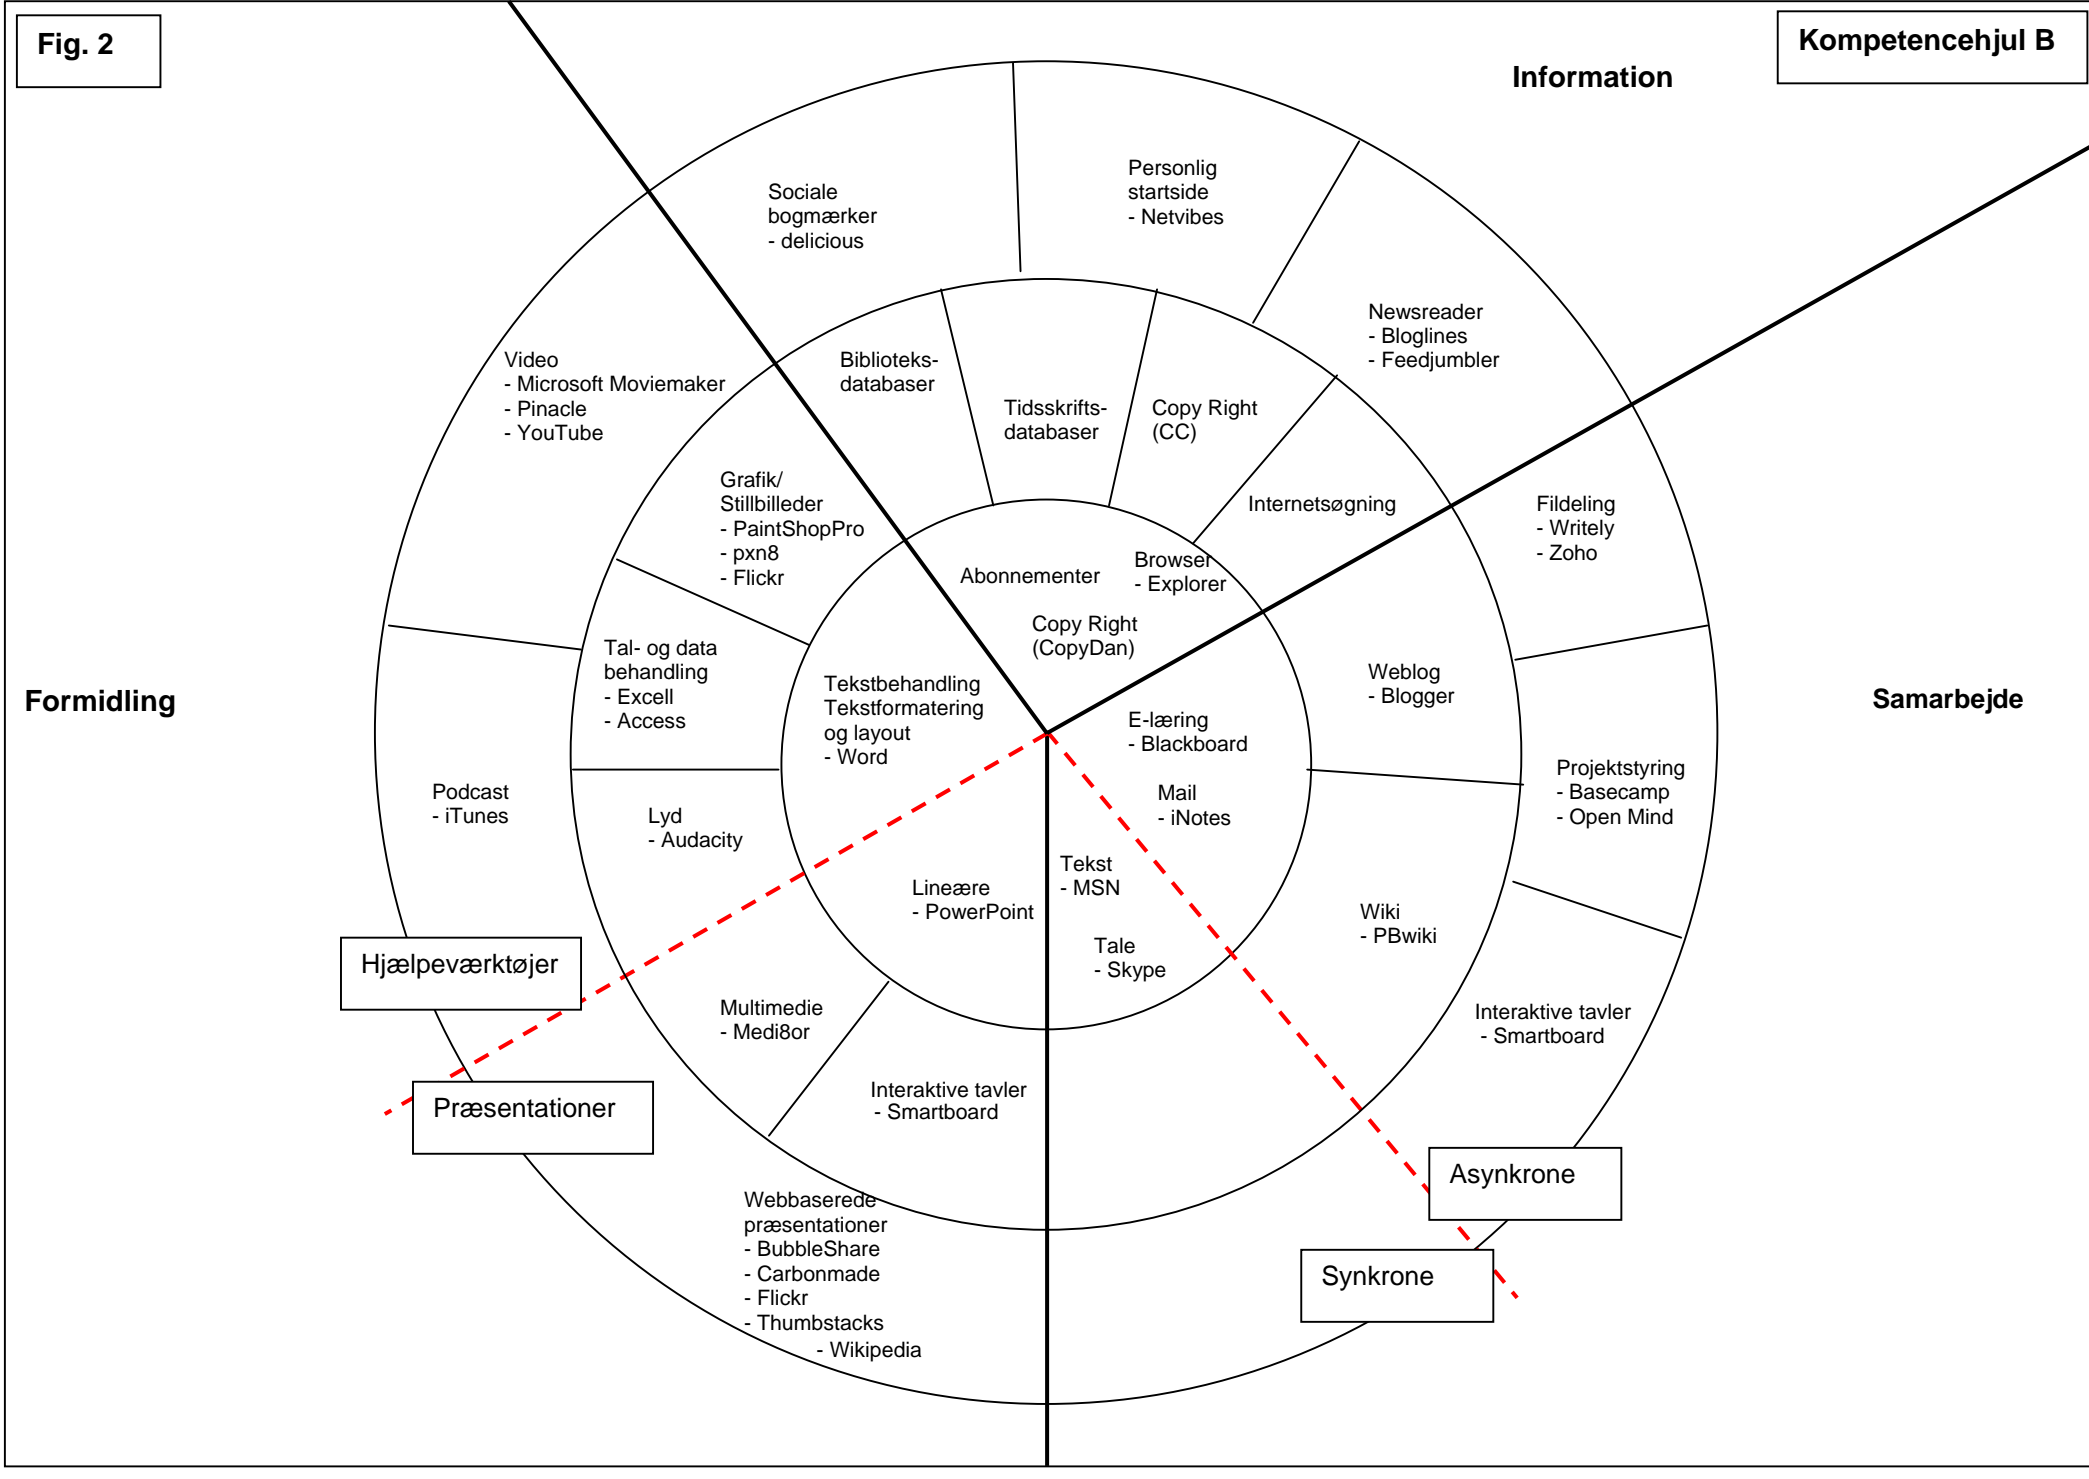 Fig. 2
Kompetencehjul B
Information
Personlig
startside
- Netvibes
Sociale
bogmærker
- delicious
Newsreader
- Bloglines
- Feedjumbler
Video
- Microsoft Moviemaker
- Pinacle
- YouTube
Biblioteks-
databaser
Tidsskrifts-
databaser
Copy Right
(CC)
Internetsøgning
Grafik/
Stillbilleder
- PaintShopPro
- pxn8
- Flickr
Fildeling
- Writely
- Zoho
Abonnementer
Browser
- Explorer
Copy Right
(CopyDan)
Tal- og data
behandling
- Excell
- Access
Weblog
- Blogger
Formidling
Tekstbehandling
Tekstformatering
og layout
- Word
Samarbejde
E-læring
- Blackboard
Projektstyring
- Basecamp
- Open Mind
Podcast
- iTunes
Lyd
- Audacity
Mail
- iNotes
Lineære
- PowerPoint
Tekst
- MSN
Wiki
- PBwiki
Tale
- Skype
Hjælpeværktøjer
Multimedie
- Medi8or
Interaktive tavler
- Smartboard
Præsentationer
Interaktive tavler
- Smartboard
Asynkrone
Webbaserede
præsentationer
- BubbleShare
- Carbonmade
- Flickr
- Thumbstacks
- Wikipedia
Synkrone